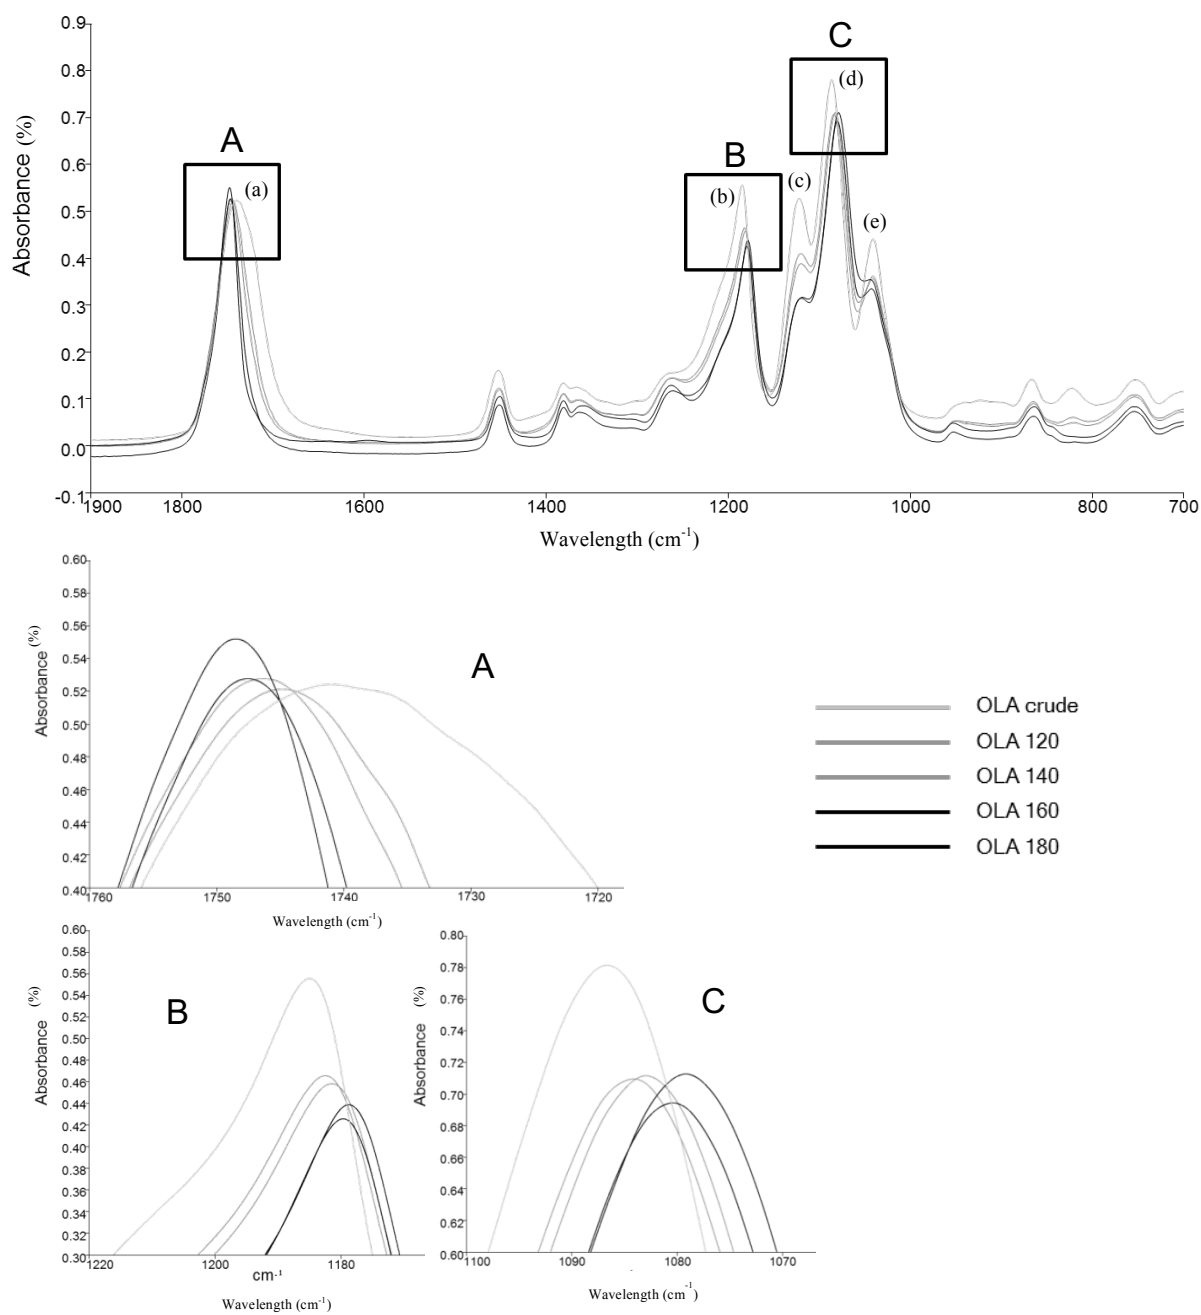 0.9
0.8
0.7
0.6
0.5
0.4
0.3
0.2
0.1
0.0
-0.1
Absorbance (%)
A
(a)
B
(b)
(c)
C
(d)
(e)
1900 1800 1600 1400 1200 1000 800 700
Wavelength (cm-1)
0.60
0.58
0.56
0.54
0.52
0.50
0.48
0.46
0.44
0.42
0.40
Absorbance (%)
A
1760 1750 1740 1730 1720
Wavelength (cm-1)
OLA crude
OLA 120
OLA 140
OLA 160
OLA 180
0.60
0.58
0.56
0.54
0.52
0.50
0.48
0.46
0.44
0.42
0.40
0.38
0.36
0.34
0.32
0.30
Absorbance (%)
B
1220 1200 1180
cm-1
Wavelength (cm-1)
0.80
0.78
0.76
0.74
0.72
0.70
0.68
0.66
0.64
0.62
0.60
Absorbance (%)
C
1100 1090 1080 1070
Wavelength (cm-1)